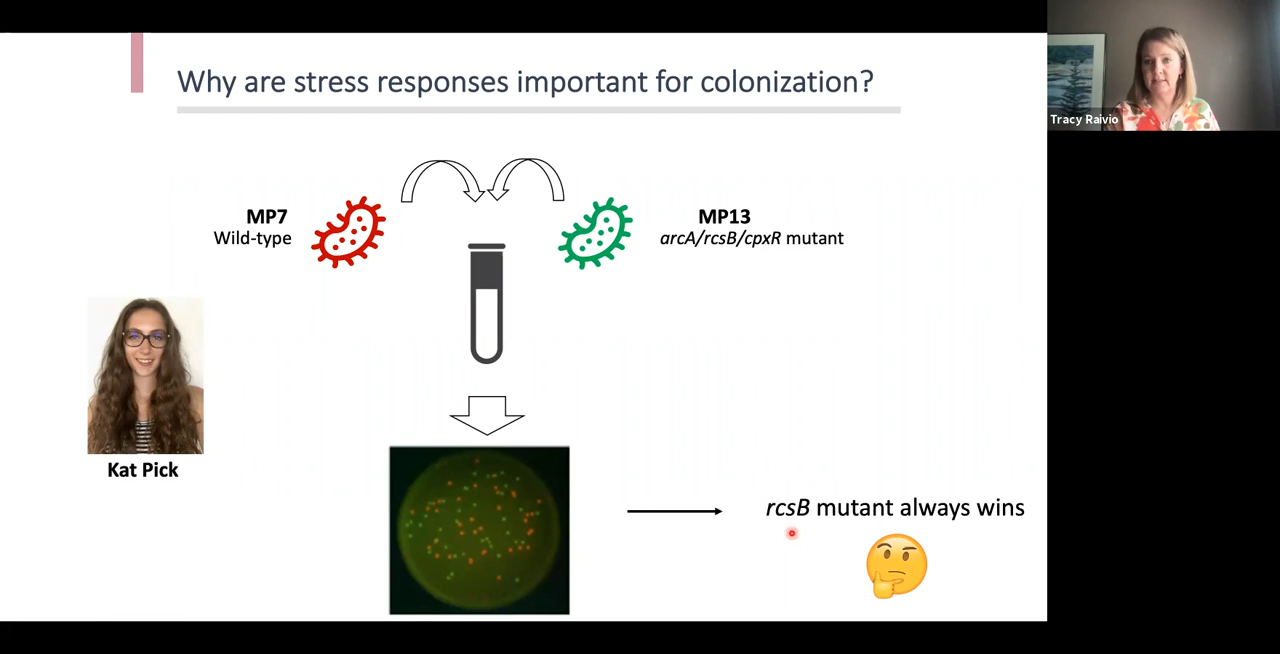 Why are stress responses important for colonization?
Tracy Raivio
MP7
Wild-type
MP13
arcA/rcsB/cpxR mutant
Kat Pick
rcsB mutant always wins